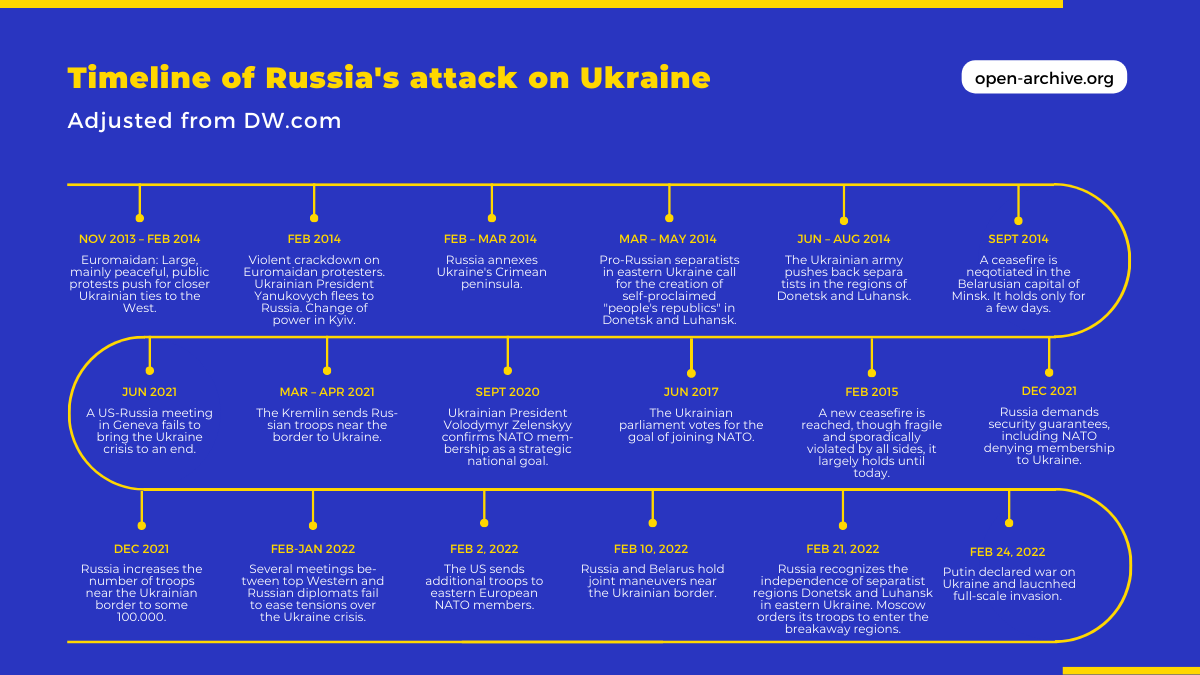 Timeline of Russia's attack on Ukraine
open-archive.org
Adjusted from DW.com
NOV 2013 – FEB 2014
Euromaidan: Large,
mainly peaceful, public
protests push for closer
Ukrainian ties to the
West.
FEB 2014
Violent crackdown on
Euromaidan protesters.
Ukrainian President
Yanukovych flees to
Russia. Change of
power in Kyiv.
FEB – MAR 2014
Russia annexes
Ukraine's Crimean
peninsula.
MAR – MAY 2014
Pro-Russian separatists
in eastern Ukraine call
for the creation of
self-proclaimed
"people's republics" in
Donetsk and Luhansk.
JUN – AUG 2014
The Ukrainian army
pushes back separa
tists in the regions of
Donetsk and Luhansk.
SEPT 2014
A ceasefire is
neqotiated in the
Belarusian capital of
Minsk. It holds only for
a few days.
JUN 2021
A US-Russia meeting
in Geneva fails to
bring the Ukraine
crisis to an end.
MAR – APR 2021
The Kremlin sends Rus-
sian troops near the
border to Ukraine.
SEPT 2020
Ukrainian President
Volodymyr Zelenskyy
confirms NATO mem-
bership as a strategic
national goal.
JUN 2017
The Ukrainian
parliament votes for the
goal of joining NATO.
FEB 2015
A new ceasefire is
reached, though fragile
and sporadically
violated by all sides, it
largely holds until
today.
DEC 2021
Russia demands
security guarantees,
including NATO
denying membership
to Ukraine.
DEC 2021
Russia increases the
number of troops
near the Ukrainian
border to some
100.000.
FEB-JAN 2022
Several meetings be-
tween top Western and
Russian diplomats fail
to ease tensions over
the Ukraine crisis.
FEB 2, 2022
The US sends
additional troops to
eastern European
NATO members.
FEB 10, 2022
Russia and Belarus hold
joint maneuvers near
the Ukrainian border.
FEB 21, 2022
Russia recognizes the
independence of separatist
regions Donetsk and Luhansk
in eastern Ukraine. Moscow
orders its troops to enter the
breakaway regions.
FEB 24, 2022
Putin declared war on
Ukraine and laucnhed
full-scale invasion.